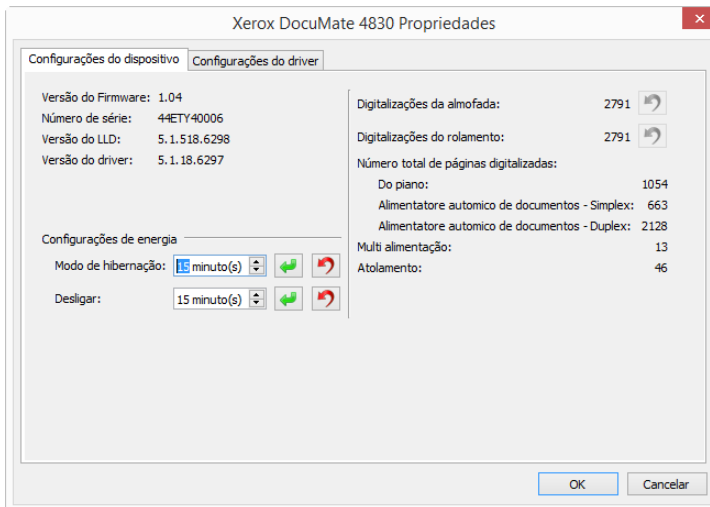 Xerox DocuMate 4830 Propriedades
Configurações do dispositivo
Configurações do driver
Versão do Firmware: 1.04
Número de série: 44ETY40006
Versão do LLD: 5.1.518.6298
Versão do driver: 5.1.18.6297
Configurações de energia
Modo de hibernação: 15 minuto(s)
Desligar: 15 minuto(s)
Digitalizações da almofada: 2791
Digitalizações do rolamento: 2791
Número total de páginas digitalizadas:
Do piano: 1054
Alimentatore automico de documentos - Simplex: 663
Alimentatore automico de documentos - Duplex: 2128
Multi alimentação: 13
Atolamento: 46
OK
Cancelar